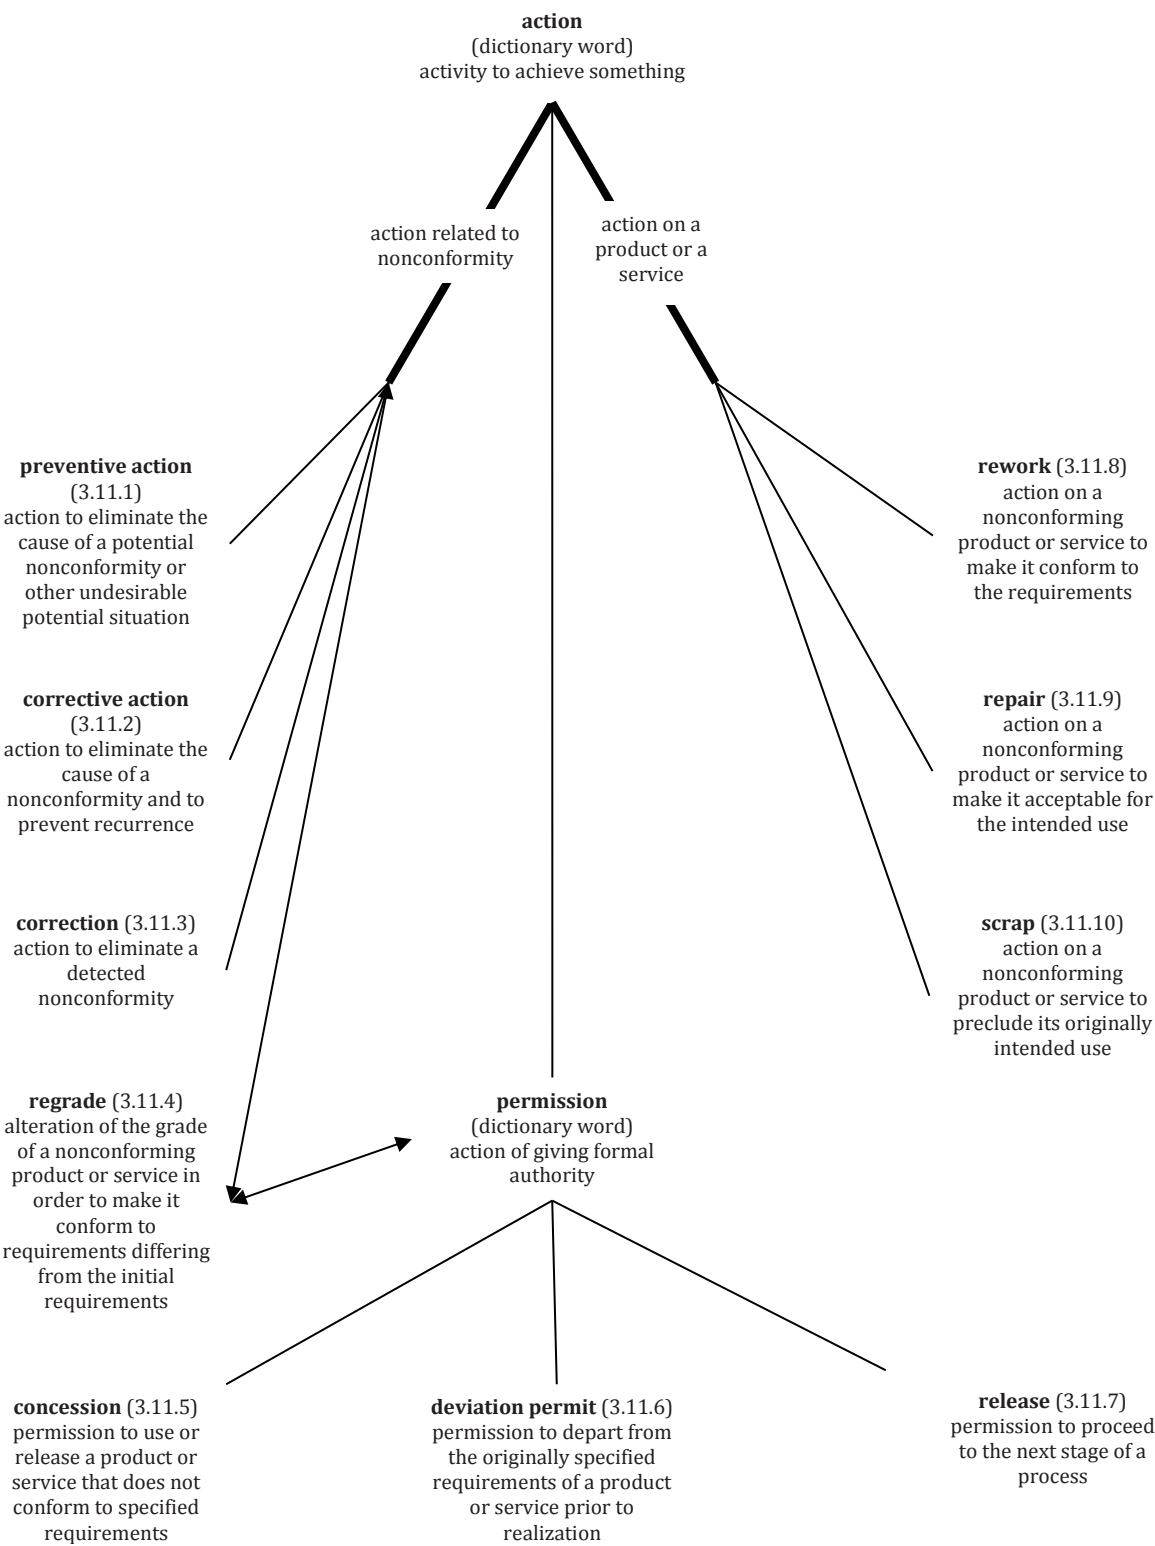 action
(dictionary word)
activity to achieve something
action related to
nonconformity
action on a
product or a
service
preventive action
(3.11.1)
action to eliminate the
cause of a potential
nonconformity or
other undesirable
potential situation
rework (3.11.8)
action on a
nonconforming
product or service to
make it conform to
the requirements
corrective action
(3.11.2)
action to eliminate the
cause of a
nonconformity and to
prevent recurrence
repair (3.11.9)
action on a
nonconforming
product or service to
make it acceptable for
the intended use
correction (3.11.3)
action to eliminate a
detected
nonconformity
scrap (3.11.10)
action on a
nonconforming
product or service to
preclude its originally
intended use
regrade (3.11.4)
alteration of the grade
of a nonconforming
product or service in
order to make it
conform to
requirements differing
from the initial
requirements
permission
(dictionary word)
action of giving formal
authority
concession (3.11.5)
permission to use or
release a product or
service that does not
conform to specified
requirements
deviation permit (3.11.6)
permission to depart from
the originally specified
requirements of a product
or service prior to
realization
release (3.11.7)
permission to proceed
to the next stage of a
process